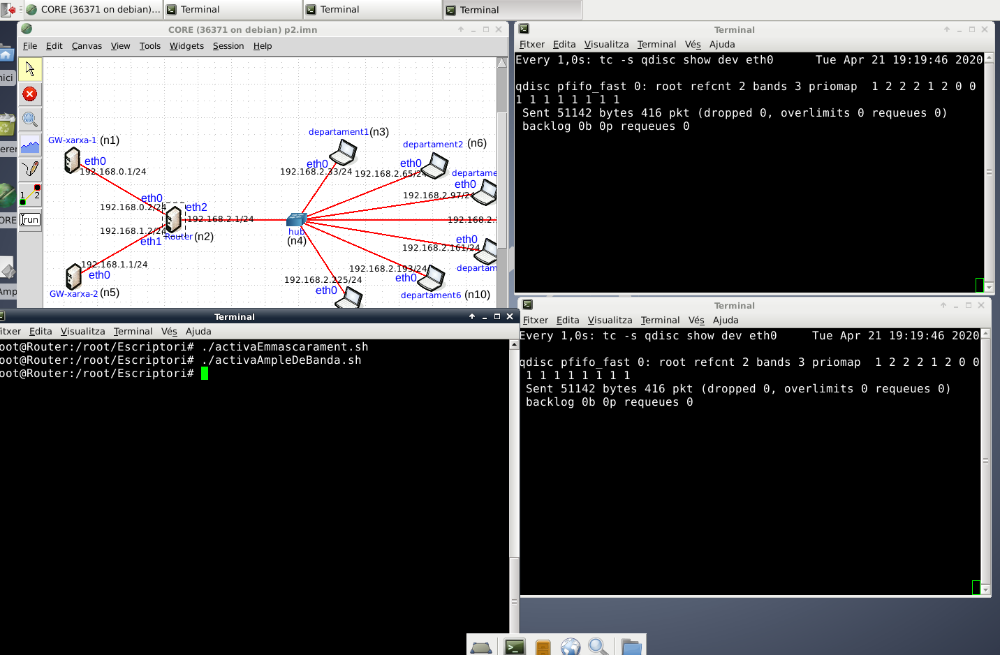 CORE (36371 on debian)...
Terminal
Terminal
Terminal
CORE (36371 on debian) p2.imn
File Edit Canvas View Tools Widgets Session Help
run
GW-xarxa-1 (n1)
eth0
192.168.0.1/24
departament1(n3)
eth0
192.168.2.33/24
departament2 (n6)
eth0
192.168.2.65/24
departame
eth0
192.168.2.97/24
eth0
192.168.0.2/24
eth2
192.168.2.1/24
192.168.2.
192.168.1.2/24
eth1
Router (n2)
hub
(n4)
eth0
192.168.2.161/24
departam
192.168.1.1/24
eth0
GW-xarxa-2 (n5)
192.168.2.193/24
eth0
departament6 (n10)
192.168.2.225/24
eth0
nici
erer
ORE
Amp
Terminal
Fitxer Edita Visualitza Terminal Vés Ajuda
Every 1,0s: tc -s qdisc show dev eth0 Tue Apr 21 19:19:46 2020
qdisc pfifo_fast 0: root refcnt 2 bands 3 priomap 1 2 2 2 1 2 0 0
1 1 1 1 1 1 1 1
Sent 51142 bytes 416 pkt (dropped 0, overlimits 0 requeues 0)
backlog 0b 0p requeues 0
Terminal
itxer Edita Visualitza Terminal Vés Ajuda
oot@Router:/root/Escriptori# ./activaEmmascarament.sh
oot@Router:/root/Escriptori# ./activaAmpleDeBanda.sh
oot@Router:/root/Escriptori#
Terminal
Fitxer Edita Visualitza Terminal Vés Ajuda
Every 1,0s: tc -s qdisc show dev eth0 Tue Apr 21 19:19:46 2020
qdisc pfifo_fast 0: root refcnt 2 bands 3 priomap 1 2 2 2 1 2 0 0
1 1 1 1 1 1 1 1
Sent 51142 bytes 416 pkt (dropped 0, overlimits 0 requeues 0)
backlog 0b 0p requeues 0